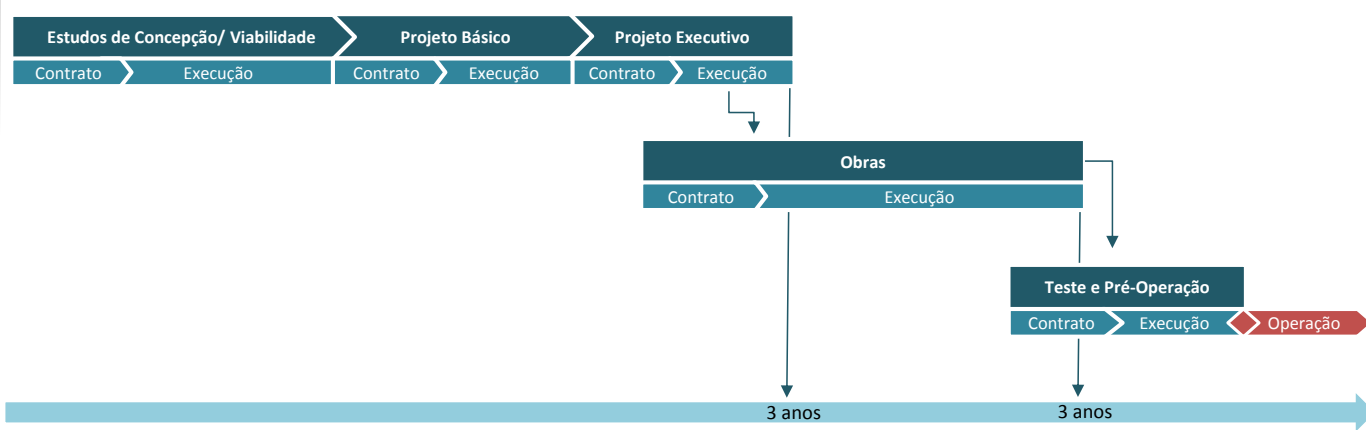 Estudos de Concepção/ Viabilidade Projeto Básico Projeto Executivo
Contrato Execução Contrato Execução Contrato Execução
Obras
Contrato Execução
Teste e Pré-Operação
Contrato Execução Operação
3 anos 3 anos